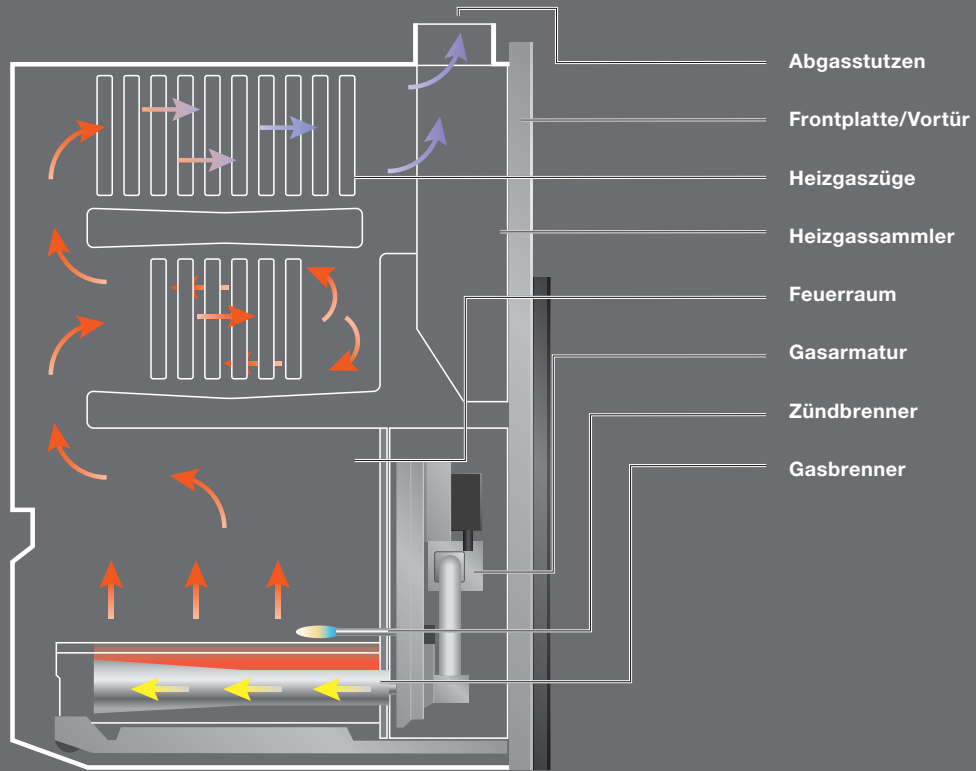 Abgasstutzen
Frontplatte/Vortür
Heizgaszüge
Heizgassammler
Feuerraum
Gasarmatur
Zündbrenner
Gasbrenner